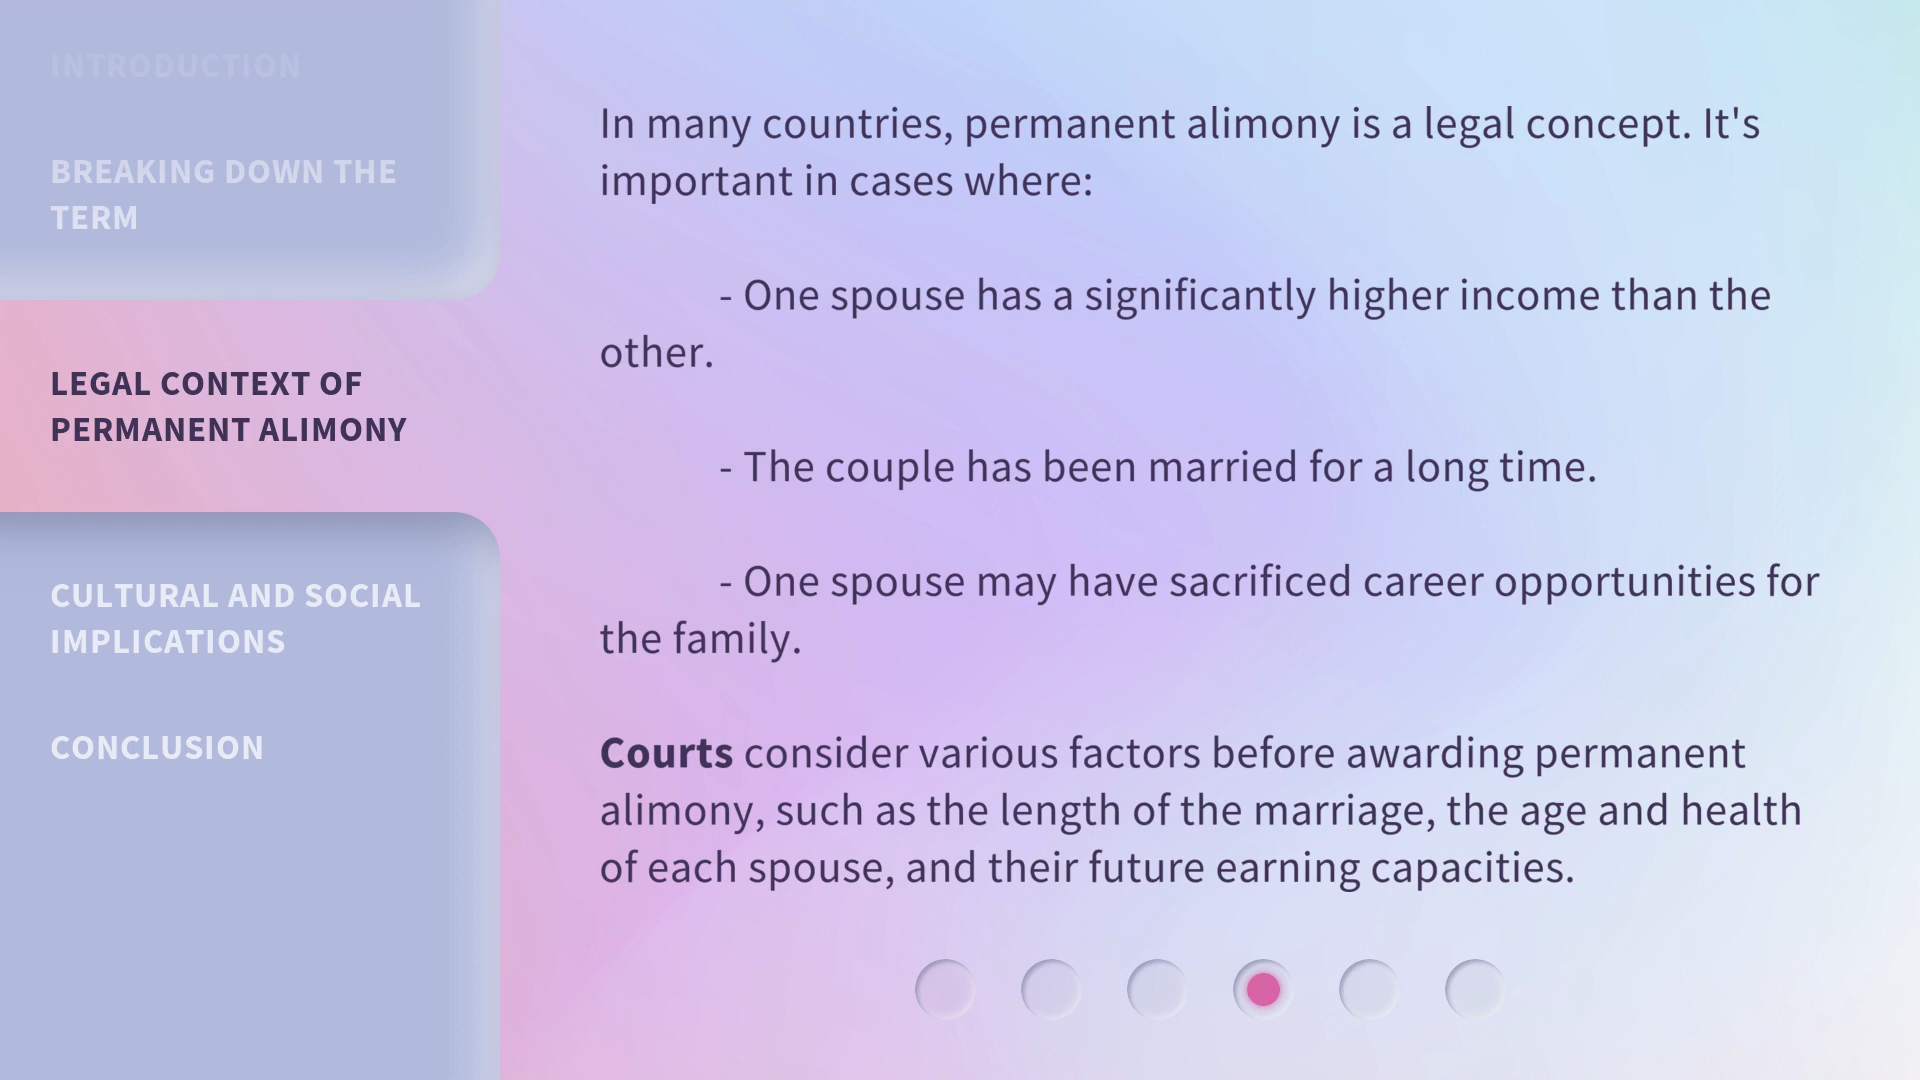 INTRODUCTION
BREAKING DOWN THE
TERM
LEGAL CONTEXT OF
PERMANENT ALIMONY
CULTURAL AND SOCIAL
IMPLICATIONS
CONCLUSION
In many countries, permanent alimony is a legal concept. It's
important in cases where:
- One spouse has a significantly higher income than the
other.
- The couple has been married for a long time.
- One spouse may have sacrificed career opportunities for
the family.
Courts consider various factors before awarding permanent
alimony, such as the length of the marriage, the age and health
of each spouse, and their future earning capacities.